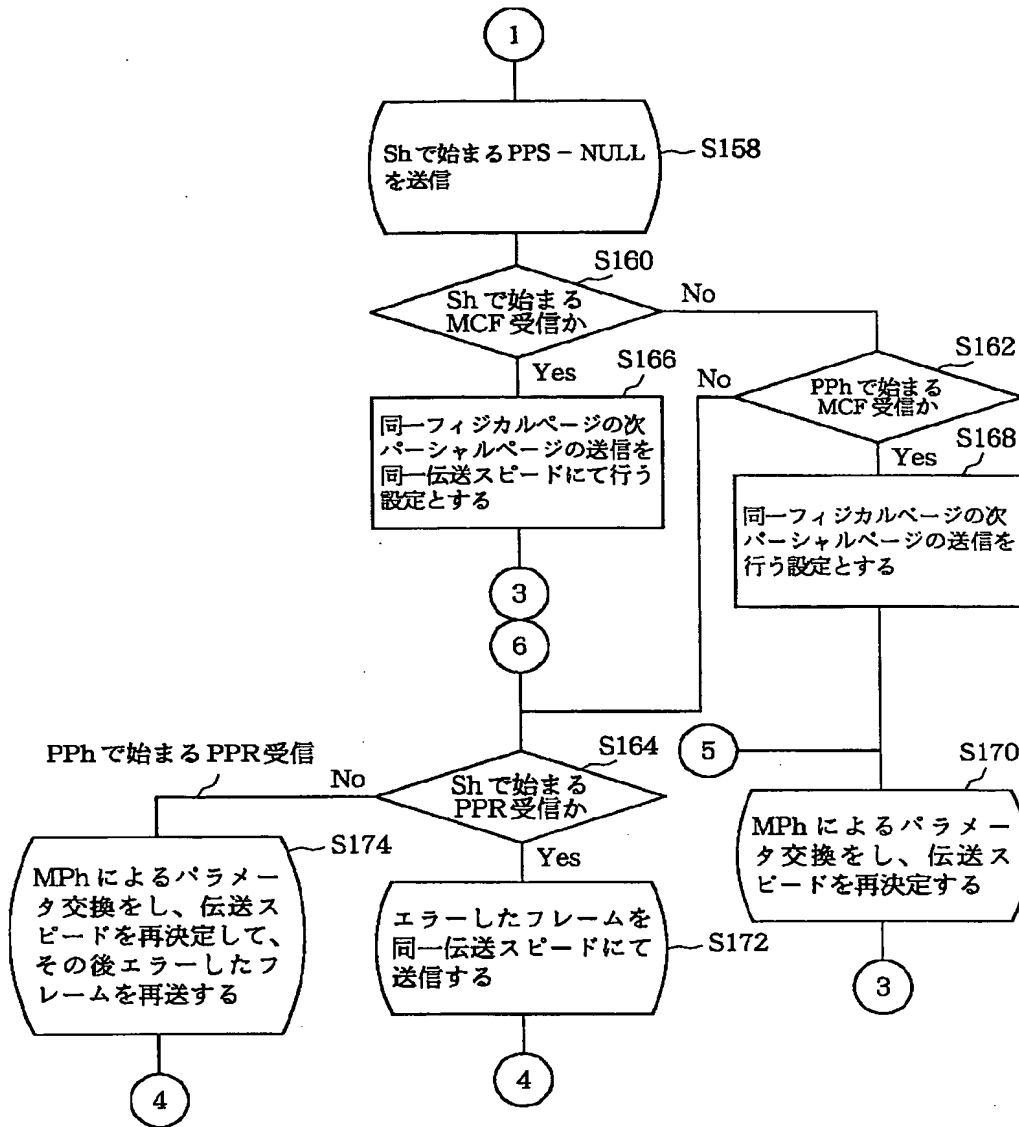 1
Shで始まるPPS－NULL
を送信
S158
S160
Shで始まる
MCF受信か
No
Yes
S166
S162
No
PPhで始まる
MCF受信か
同一フィジカルページの次
パーシャルページの送信を
同一伝送スピードにて行う
設定とする
Yes
S168
同一フィジカルページの次
パーシャルページの送信を
行う設定とする
3
6
5
PPhで始まるPPR受信
No
S164
Shで始まる
PPR受信か
Yes
S170
MPhによるパラメー
タ交換をし、伝送ス
ピードを再決定する
S174
MPhによるパラメー
タ交換をし、伝送ス
ピードを再決定して、
その後エラーしたフ
レームを再送する
エラーしたフレームを
同一伝送スピードにて
送信する
S172
3
4
4